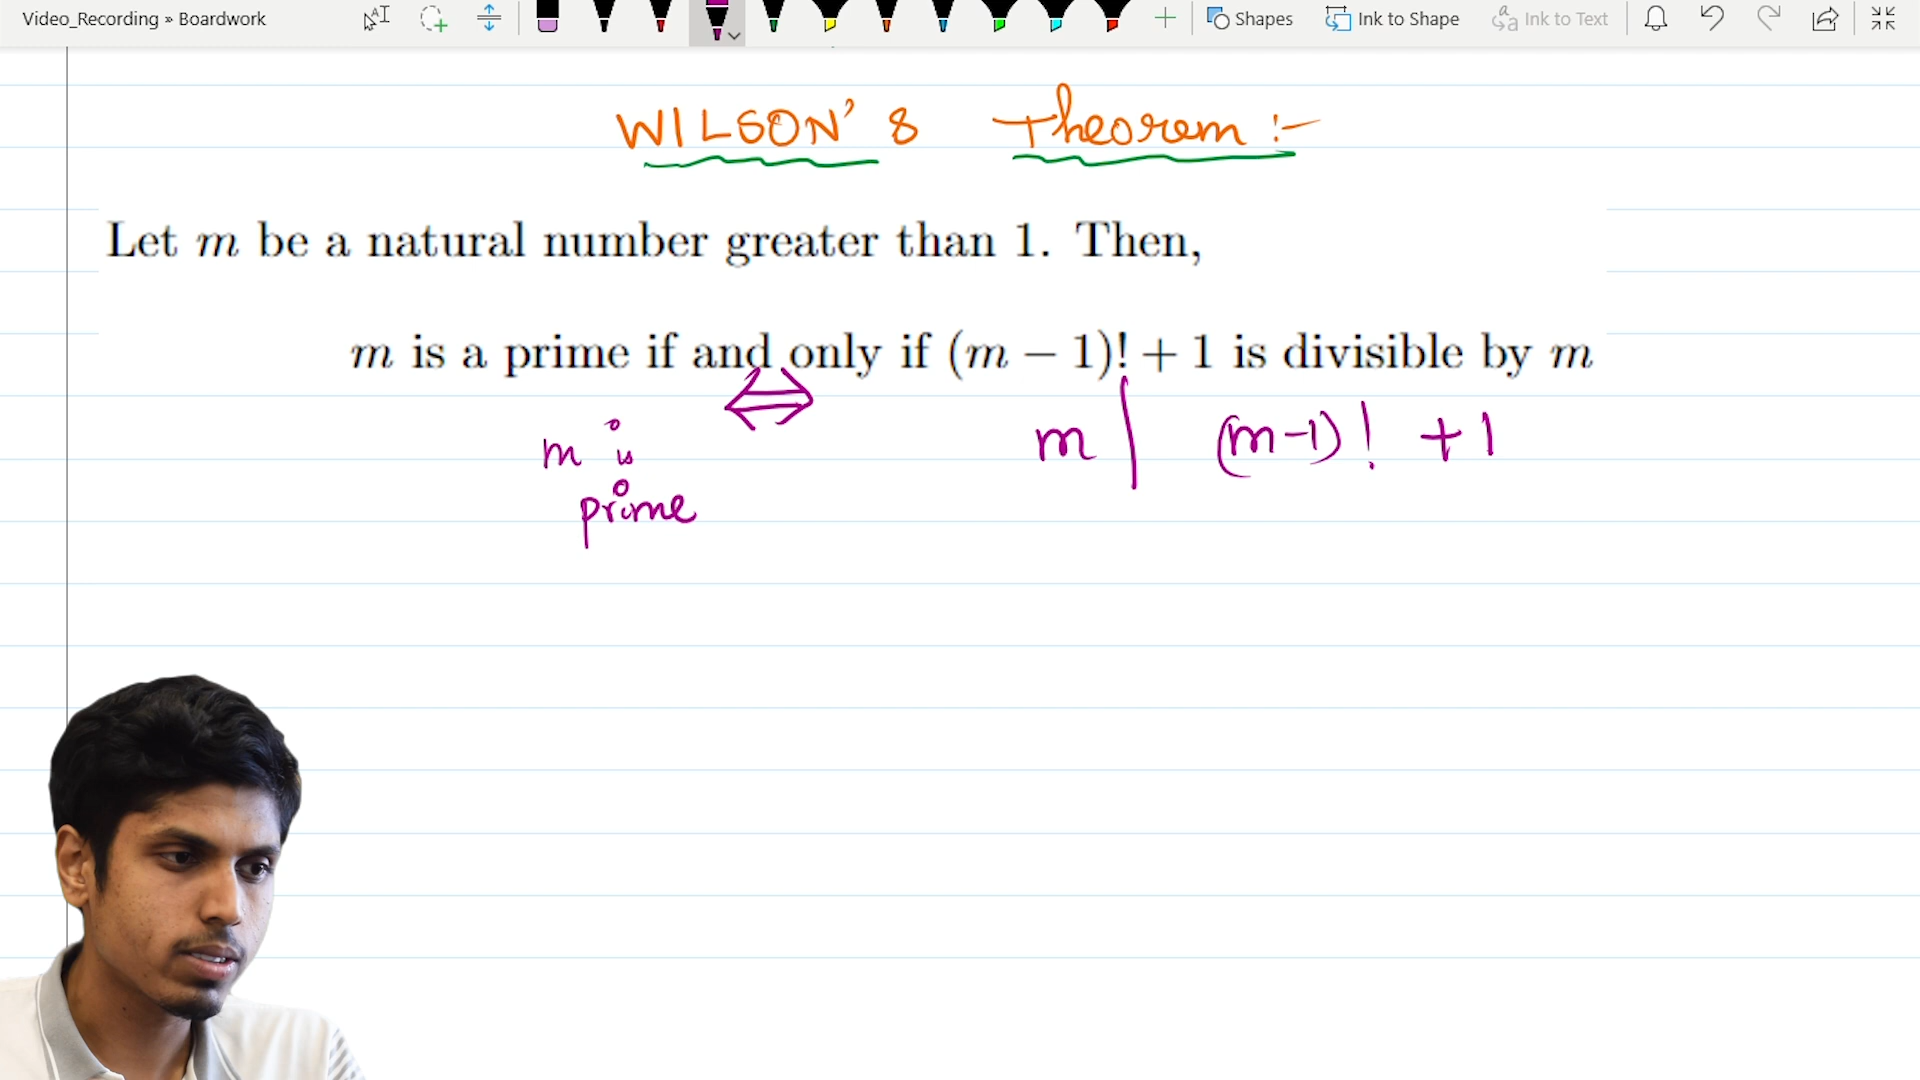 Video_Recording » Boardwork
Shapes
Ink to Shape
Ink to Text
WILSON'S Theorem :-
Let m be a natural number greater than 1. Then,
m is a prime if and only if (m − 1)! + 1 is divisible by m
⇔
m is prime
m | (m-1)! +1